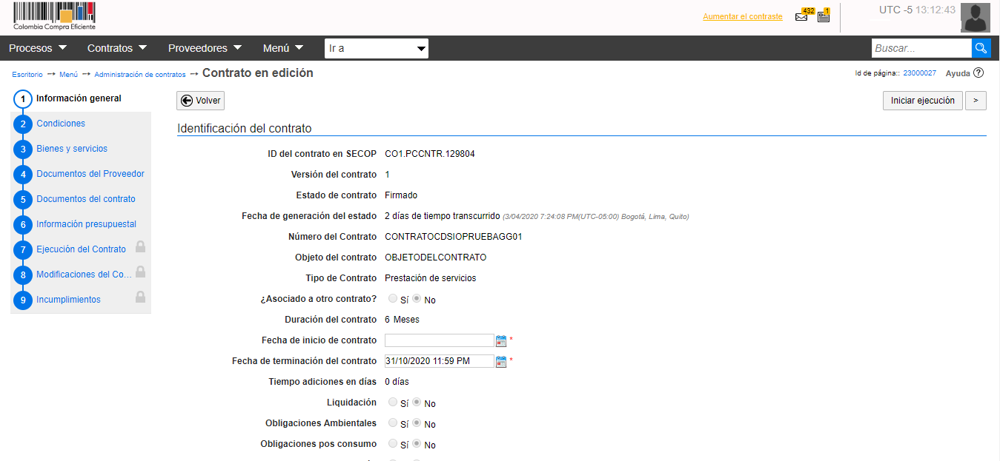 Colombia Compra Eficiente
Aumentar el contraste 432 1 UTC -5 13:12:43
Procesos Contratos Proveedores Menú Ir a Buscar...
Escritorio → Menú → Administración de contratos → Contrato en edición Id de página:: 23000027 Ayuda ?
1 Información general
2 Condiciones
3 Bienes y servicios
4 Documentos del Proveedor
5 Documentos del contrato
6 Información presupuestal
7 Ejecución del Contrato
8 Modificaciones del Co...
9 Incumplimientos
Volver Iniciar ejecución >
Identificación del contrato
ID del contrato en SECOP CO1.PCCNTR.129804
Versión del contrato 1
Estado de contrato Firmado
Fecha de generación del estado 2 días de tiempo transcurrido (3/04/2020 7:24:08 PM(UTC-05:00) Bogotá, Lima, Quito)
Número del Contrato CONTRATOCDSIOPRUEBAGG01
Objeto del contrato OBJETODELCONTRATO
Tipo de Contrato Prestación de servicios
¿Asociado a otro contrato? Sí No
Duración del contrato 6 Meses
Fecha de inicio de contrato *
Fecha de terminación del contrato 31/10/2020 11:59 PM *
Tiempo adiciones en días 0 días
Liquidación Sí No
Obligaciones Ambientales Sí No
Obligaciones pos consumo Sí No